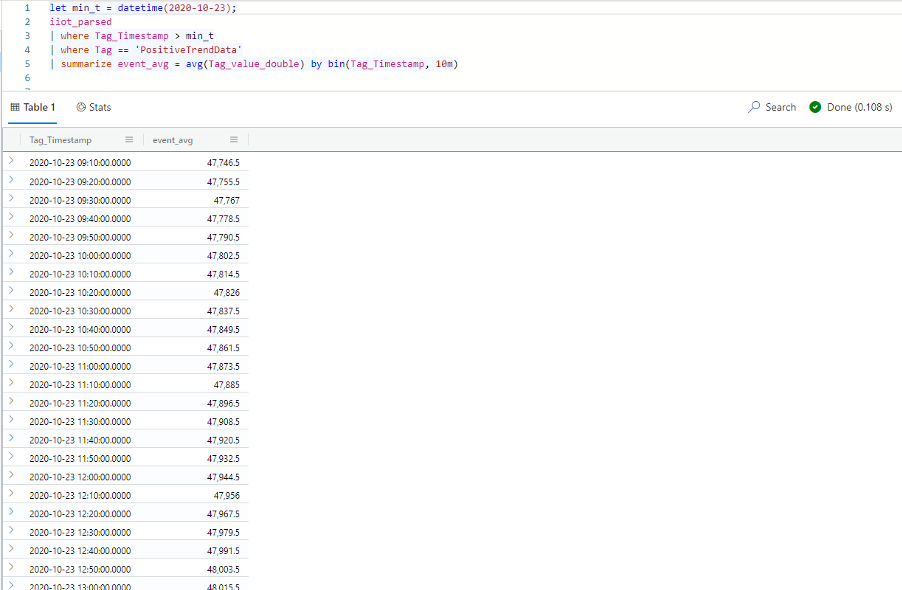 1 let min_t = datetime(2020-10-23);
2 iiot_parsed
3 | where Tag_Timestamp > min_t
4 | where Tag == 'PositiveTrendData'
5 | summarize event_avg = avg(Tag_value_double) by bin(Tag_Timestamp, 10m)
6
Table 1 Stats Search Done (0.108 s)
Tag_Timestamp event_avg
2020-10-23 09:10:00.0000 47,746.5
2020-10-23 09:20:00.0000 47,755.5
2020-10-23 09:30:00.0000 47,767
2020-10-23 09:40:00.0000 47,778.5
2020-10-23 09:50:00.0000 47,790.5
2020-10-23 10:00:00.0000 47,802.5
2020-10-23 10:10:00.0000 47,814.5
2020-10-23 10:20:00.0000 47,826
2020-10-23 10:30:00.0000 47,837.5
2020-10-23 10:40:00.0000 47,849.5
2020-10-23 10:50:00.0000 47,861.5
2020-10-23 11:00:00.0000 47,873.5
2020-10-23 11:10:00.0000 47,885
2020-10-23 11:20:00.0000 47,896.5
2020-10-23 11:30:00.0000 47,908.5
2020-10-23 11:40:00.0000 47,920.5
2020-10-23 11:50:00.0000 47,932.5
2020-10-23 12:00:00.0000 47,944.5
2020-10-23 12:10:00.0000 47,956
2020-10-23 12:20:00.0000 47,967.5
2020-10-23 12:30:00.0000 47,979.5
2020-10-23 12:40:00.0000 47,991.5
2020-10-23 12:50:00.0000 48,003.5
2020-10-23 13:00:00.0000 48,015.5